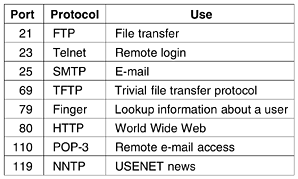 Port Protocol Use
21 FTP File transfer
23 Telnet Remote login
25 SMTP E-mail
69 TFTP Trivial file transfer protocol
79 Finger Lookup information about a user
80 HTTP World Wide Web
110 POP-3 Remote e-mail access
119 NNTP USENET news